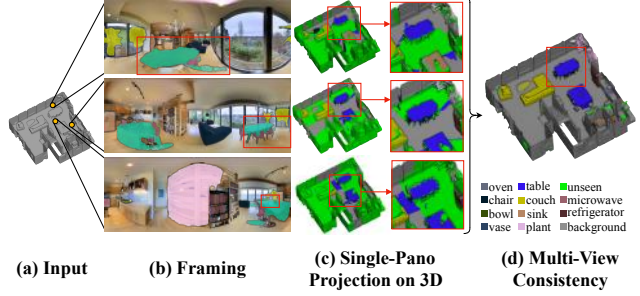 oven table unseen
chair couch microwave
bowl sink refrigerator
vase plant background
(a) Input
(b) Framing
(c) Single-Pano
Projection on 3D
(d) Multi-View
Consistency